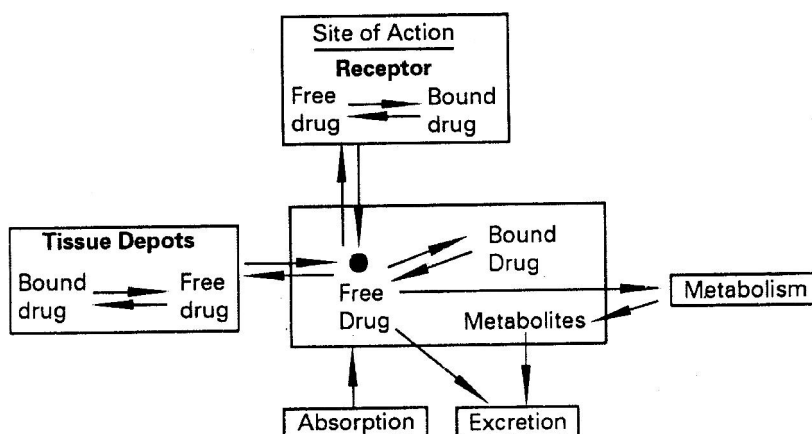 Site of Action
Receptor
Free Bound
drug drug
Tissue Depots
Bound Free
drug drug
Bound
Drug
Free
Drug
Metabolites
Metabolism
Absorption
Excretion